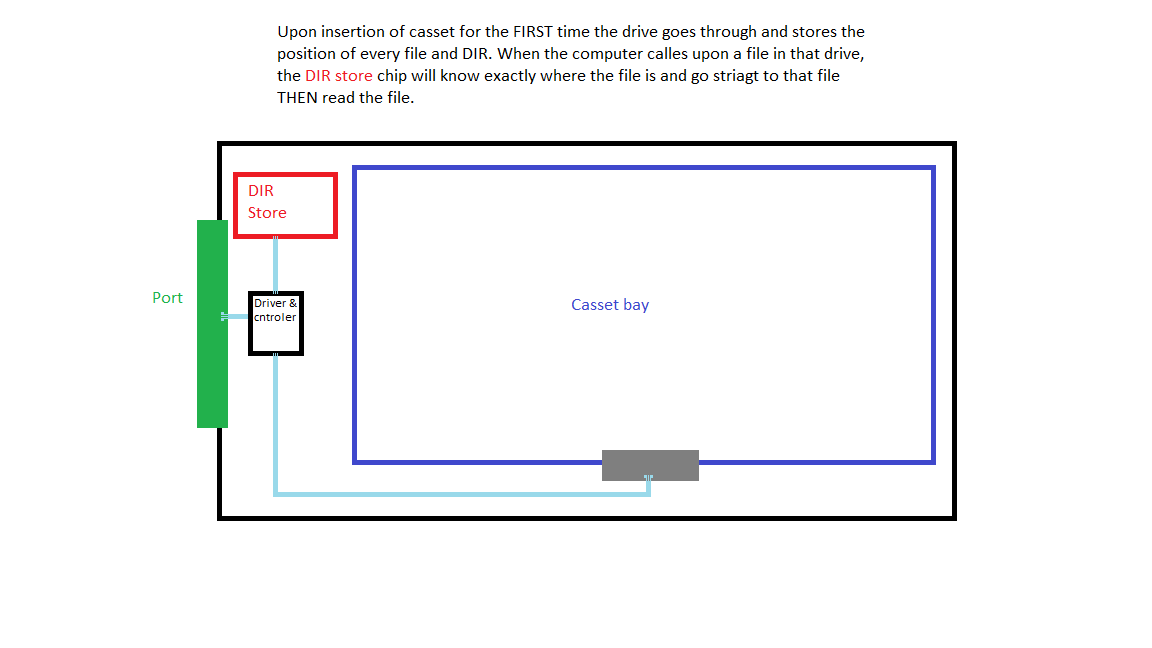 Upon insertion of casset for the FIRST time the drive goes through and stores the
position of every file and DIR. When the computer calles upon a file in that drive,
the DIR store chip will know exactly where the file is and go striagt to that file
THEN read the file.
DIR
Store
Port
Driver &
cntroler
Casset bay